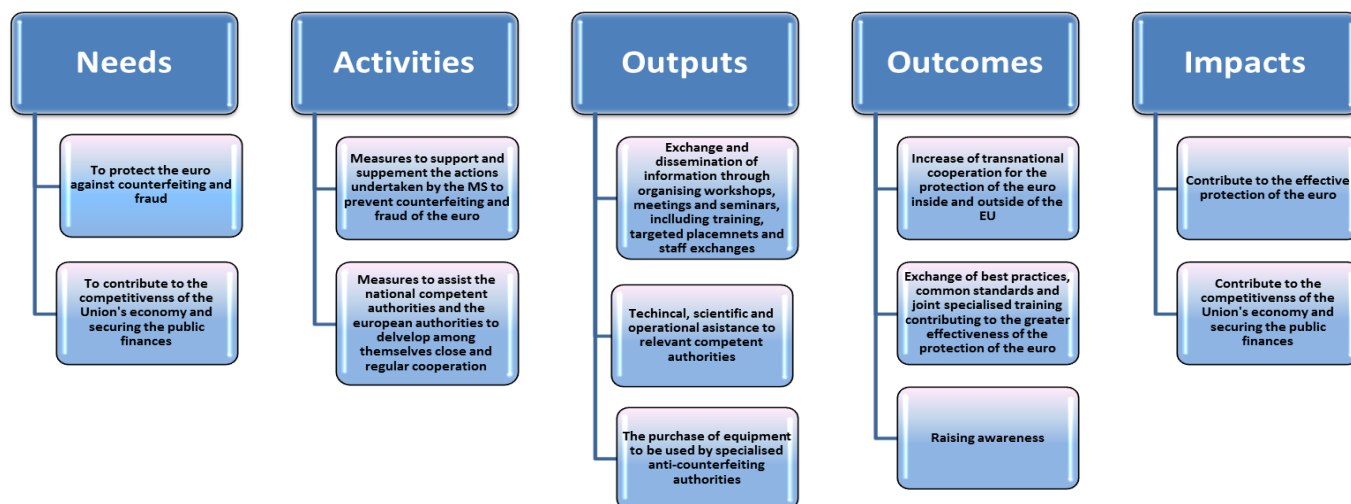 Needs
To protect the euro
against counterfeiting and
fraud
To contribute to the
competitivenss of the
Union's economy and
securing the public
finances
Activities
Measures to support and
suppement the actions
undertaken by the MS to
prevent counterfeiting and
fraud of the euro
Measures to assist the
national competent
authorities and the
european authorities to
delvelop among
themselves close and
regular cooperation
Outputs
Exchange and
dissemination of
information through
organising workshops,
meetings and seminars,
including training,
targeted placemnets and
staff exchanges
Techincal, scientific and
operational asistance to
relevant competent
authorities
The purchase of equipment
to be used by specialised
anti-counterfeiting
authorities
Outcomes
Increase of transnational
cooperation for the
protection of the euro
inside and outside of the
EU
Exchange of best practices,
common standards and
joint specialised training
contributing to the greater
effectiveness of the
protection of the euro
Raising awareness
Impacts
Contribute to the effective
protection of the euro
Contribute to the
competitivenss of the
Union's economy and
securing the public
finances